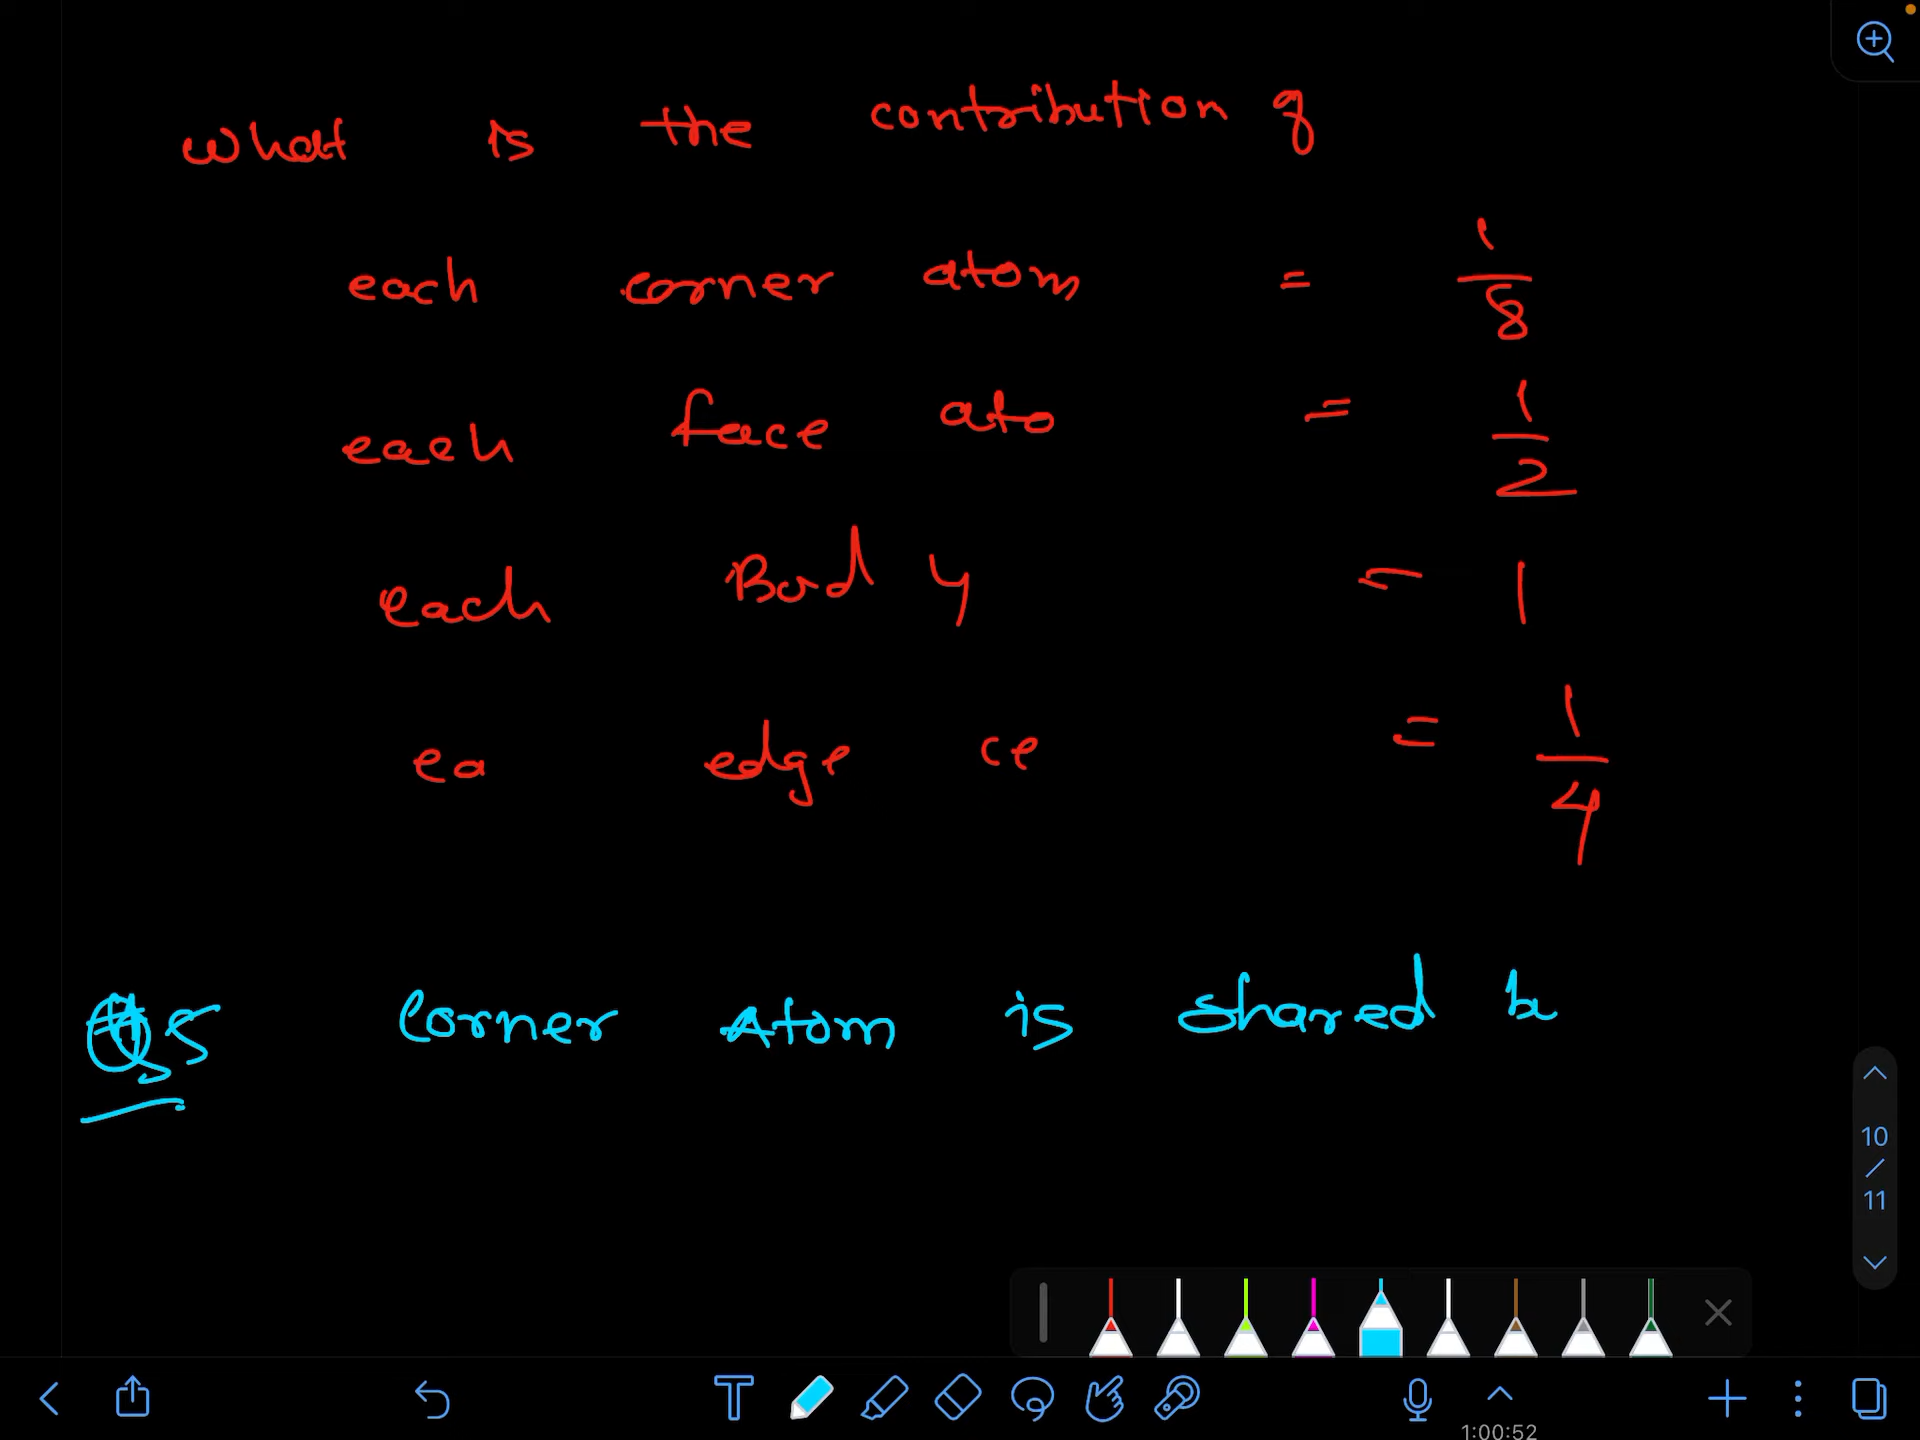 what is the contribution of
each corner atom = 1/8
each face ato = 1/2
each Body = 1
ea edge ce = 1/4
Q5 Corner Atom is shared b
10
/
11
1:00:52